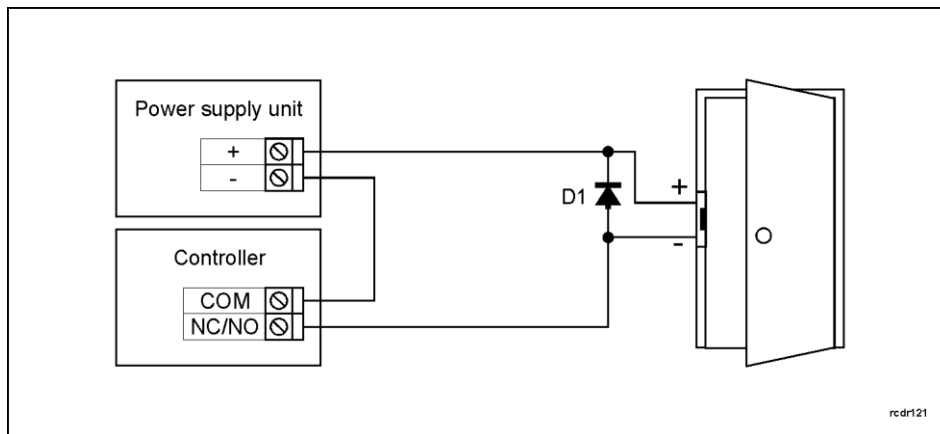 Power supply unit
+
-
Controller
COM
NC/NO
D1
+
-
rcdr121